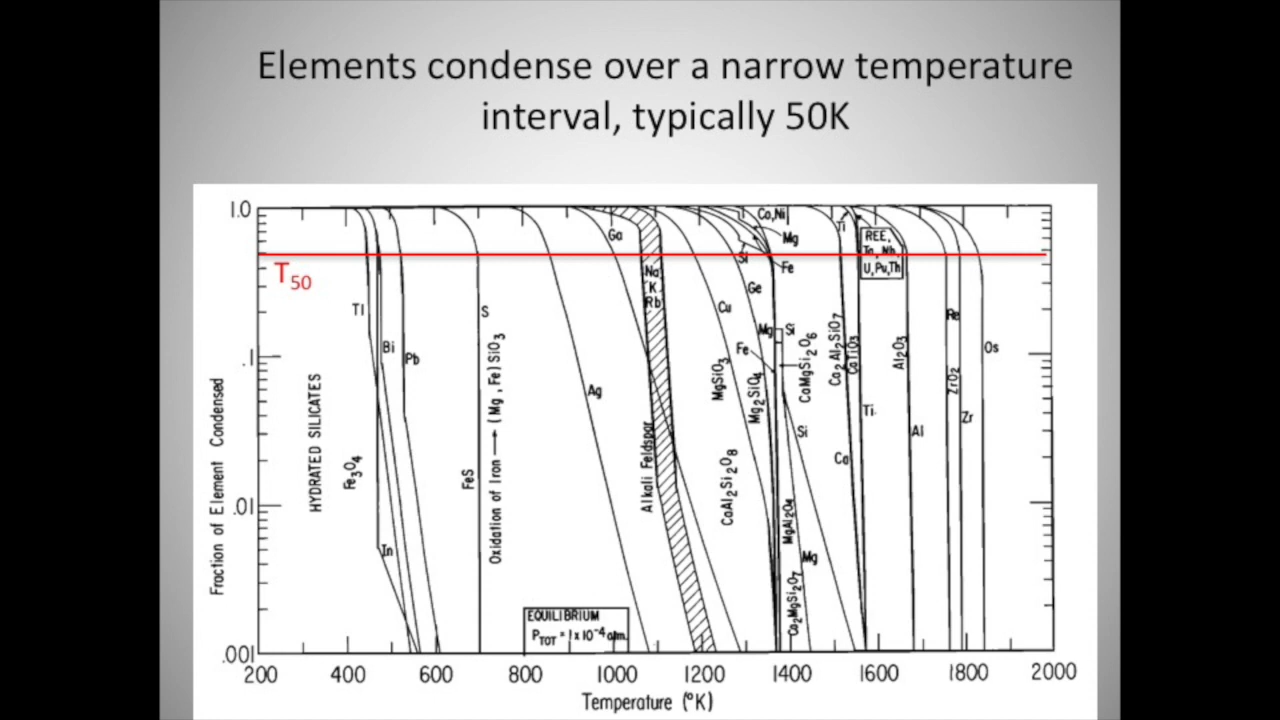 Elements condense over a narrow temperature
interval, typically 50K
1.0
.1
.01
.001
Fraction of Element Condensed
T50
Tl
Bi
Pb
In
HYDRATED SILICATES
Fe3O4
FeS
S
Oxidation of Iron → (Mg, Fe) SiO3
Ag
EQUILIBRIUM
PTOT = 1 x 10-4 atm.
Ga
Na
K
Rb
Alkali Feldspar
Cu
MgSiO3
CaAl2Si2O8
Ge
Mg2SiO4
Si
Co,Ni
Mg
Fe
Mg
Si
Fe
CaMgSi2O6
Si
MgAl2O4
Mg
Ca2MgSi2O7
Ca2Al2SiO7
CaTiO3
Ca
Ti
Ti
REE,
Ta, Nb,
U,Pu,Th
Al2O3
Al
Re
ZrO2
Zr
Os
200
400
600
800
1000
1200
1400
1600
1800
2000
Temperature (°K)